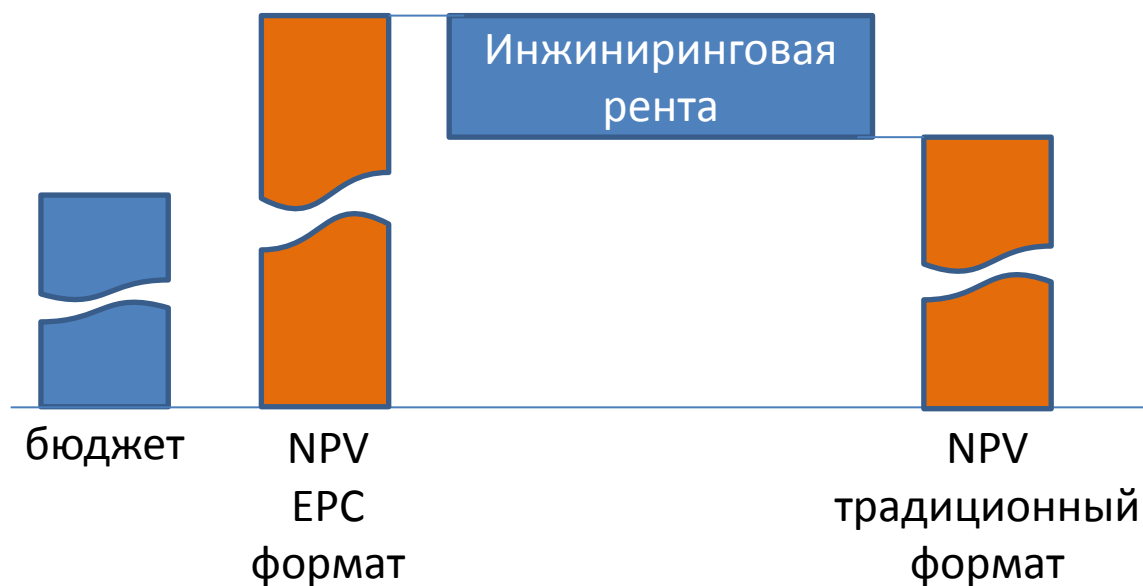 Инжиниринговая
рента
бюджет
NPV
EPC
формат
NPV
традиционный
формат